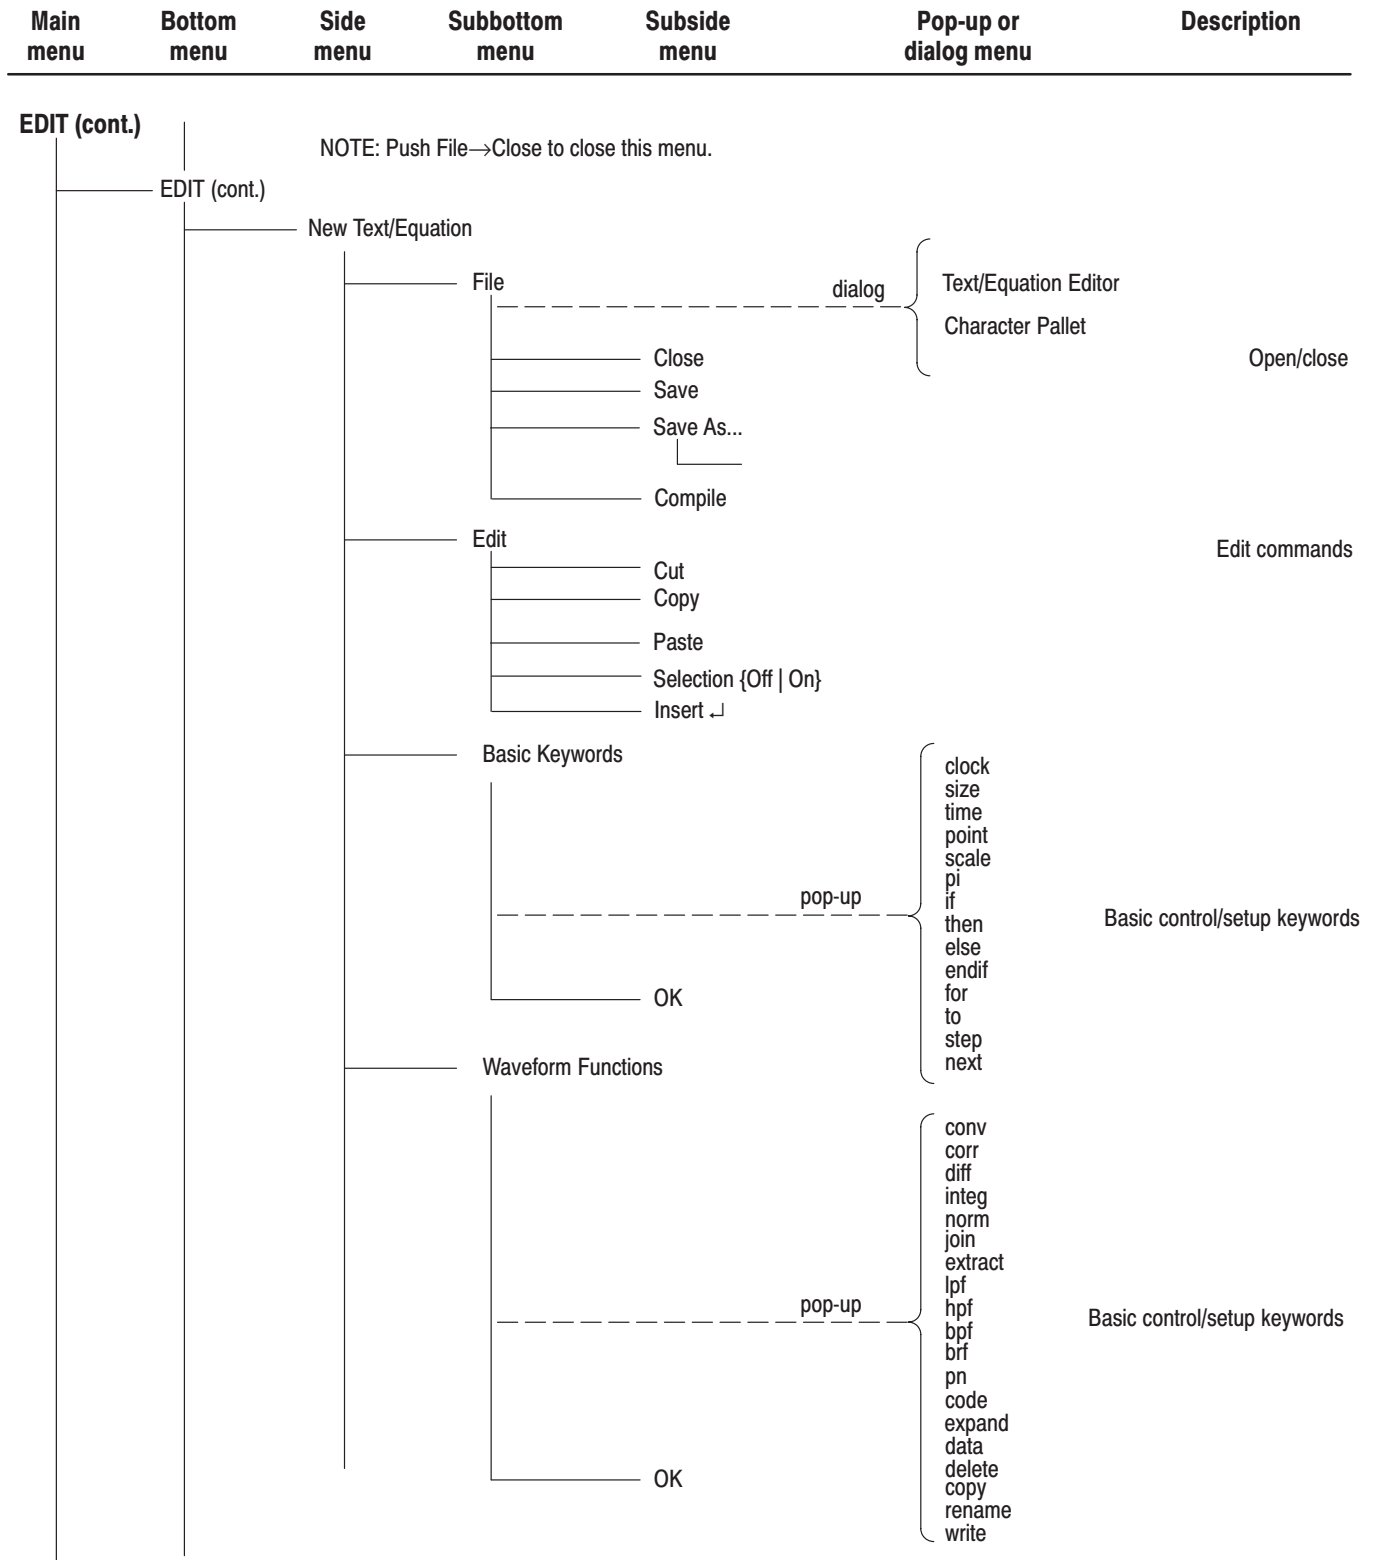 Main menu
Bottom menu
Side menu
Subbottom menu
Subside menu
Pop-up or dialog menu
Description
EDIT (cont.)
NOTE: Push File→Close to close this menu.
EDIT (cont.)
New Text/Equation
File
dialog
Text/Equation Editor
Character Pallet
Close
Open/close
Save
Save As...
Compile
Edit
Edit commands
Cut
Copy
Paste
Selection {Off | On}
Insert ↵
Basic Keywords
clock
size
time
point
scale
pi
pop-up
if
then
Basic control/setup keywords
else
endif
for
OK
to
step
next
Waveform Functions
conv
corr
diff
integ
norm
join
extract
lpf
pop-up
hpf
Basic control/setup keywords
bpf
brf
pn
code
expand
data
delete
OK
copy
rename
write